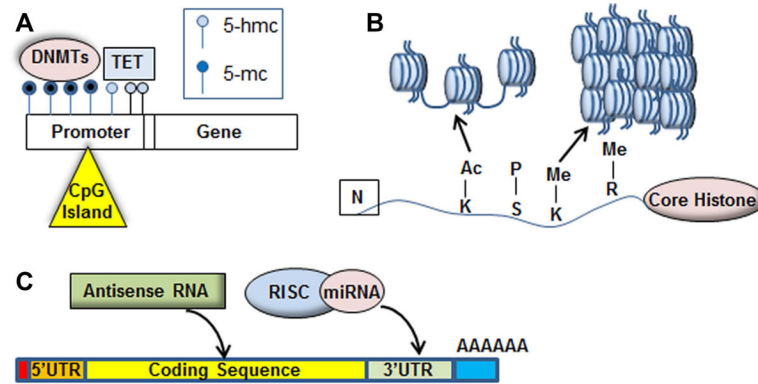 A
DNMTs
TET
5-hmc
5-mc
Promoter
Gene
CpG
Island
B
Ac
P
Me
Me
K
S
K
R
N
Core Histone
C
Antisense RNA
RISC
miRNA
AAAAAA
5'UTR
Coding Sequence
3'UTR